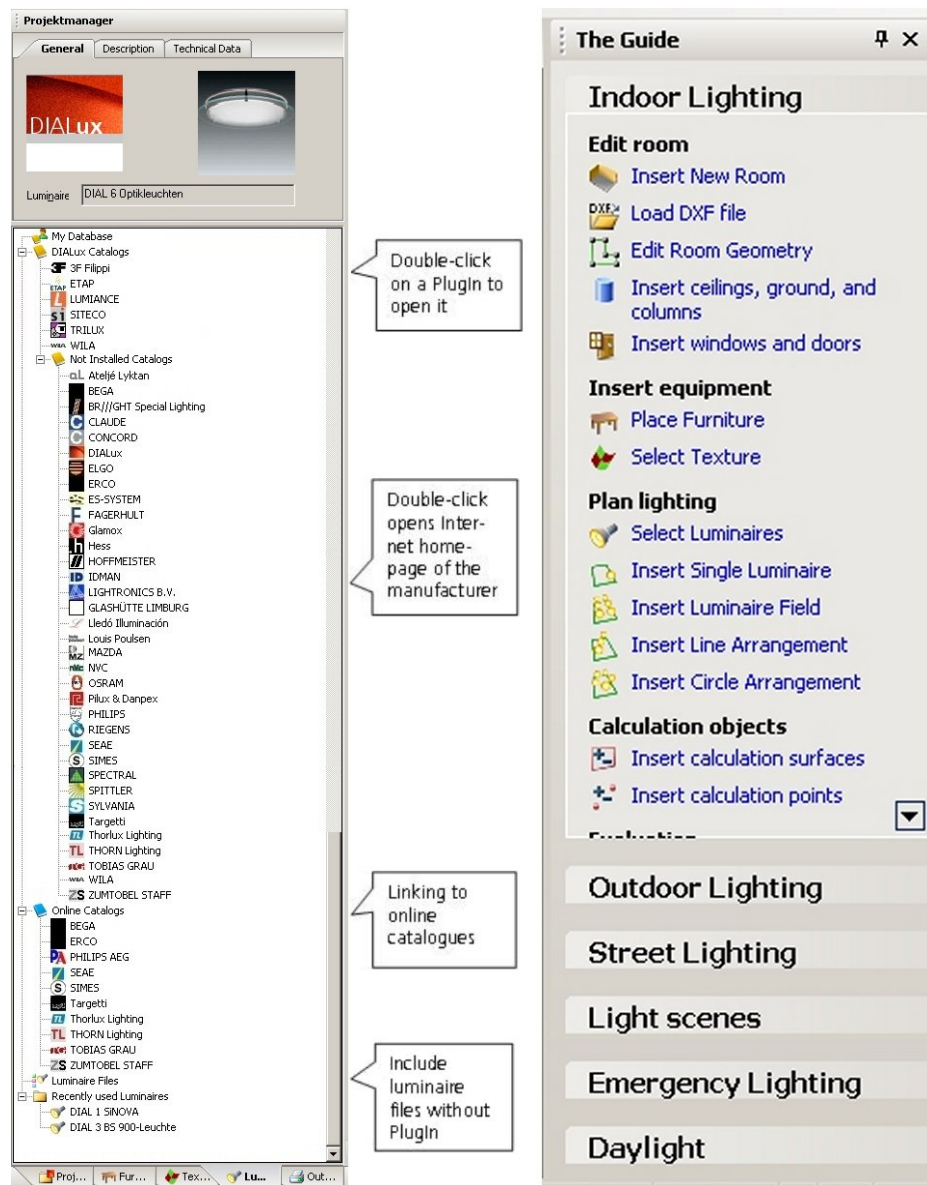 Projektmanager
General Description Technical Data
DIALux
Luminaire DIAL 6 Optikleuchten
My Database
DIALux Catalogs
3F Filippi
ETAP
LUMIANCE
SITECO
TRILUX
WILA
Not Installed Catalogs
Ateljé Lyktan
BEGA
BR///GHT Special Lighting
CLAUDE
CONCORD
DIALux
ELGO
ERCO
ES-SYSTEM
FAGERHULT
Glamox
Hess
HOFFMEISTER
IDMAN
LIGHTRONICS B.V.
GLASHÜTTE LIMBURG
Lledó Illuminación
Louis Poulsen
MAZDA
NVC
OSRAM
Pilux & Danpex
PHILIPS
RIEGENS
SEAE
SIMES
SPECTRAL
SPITTLER
SYLVANIA
Targetti
Thorlux Lighting
THORN Lighting
TOBIAS GRAU
WILA
ZUMTOBEL STAFF
Online Catalogs
BEGA
ERCO
PHILIPS AEG
SEAE
SIMES
Targetti
Thorlux Lighting
THORN Lighting
TOBIAS GRAU
ZUMTOBEL STAFF
Luminaire Files
Recently used Luminaires
DIAL 1 SiNOVA
DIAL 3 BS 900-Leuchte
Proj... Fur... Tex... Lu... Out...
Double-click
on a PlugIn to
open it
Double-click
opens Inter-
net home-
page of the
manufacturer
Linking to
online
catalogues
Include
luminaire
files without
PlugIn
The Guide
Indoor Lighting
Edit room
Insert New Room
Load DXF file
Edit Room Geometry
Insert ceilings, ground, and
columns
Insert windows and doors
Insert equipment
Place Furniture
Select Texture
Plan lighting
Select Luminaires
Insert Single Luminaire
Insert Luminaire Field
Insert Line Arrangement
Insert Circle Arrangement
Calculation objects
Insert calculation surfaces
Insert calculation points
Outdoor Lighting
Street Lighting
Light scenes
Emergency Lighting
Daylight